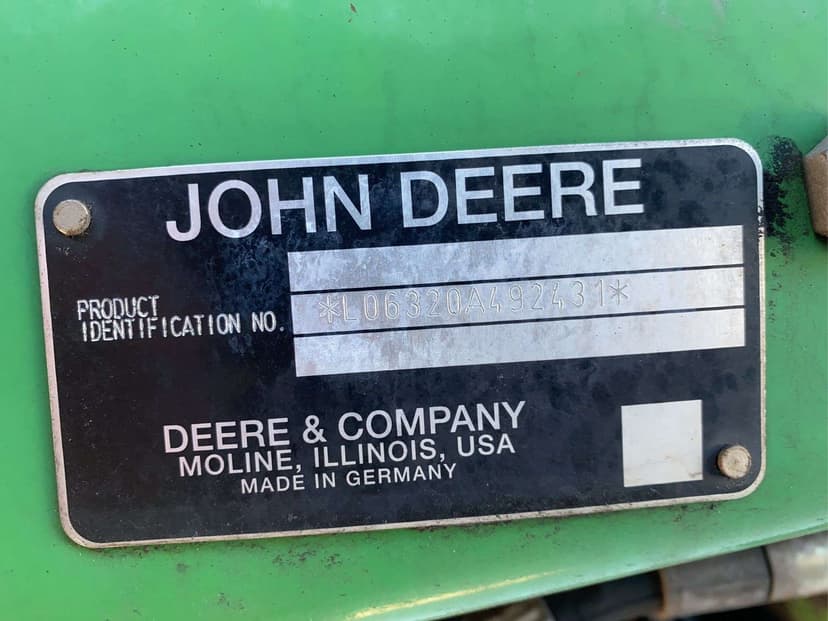 JOHN DEERE
PRODUCT
IDENTIFICATION NO.
*L06320A492431*
DEERE & COMPANY
MOLINE, ILLINOIS, USA
MADE IN GERMANY